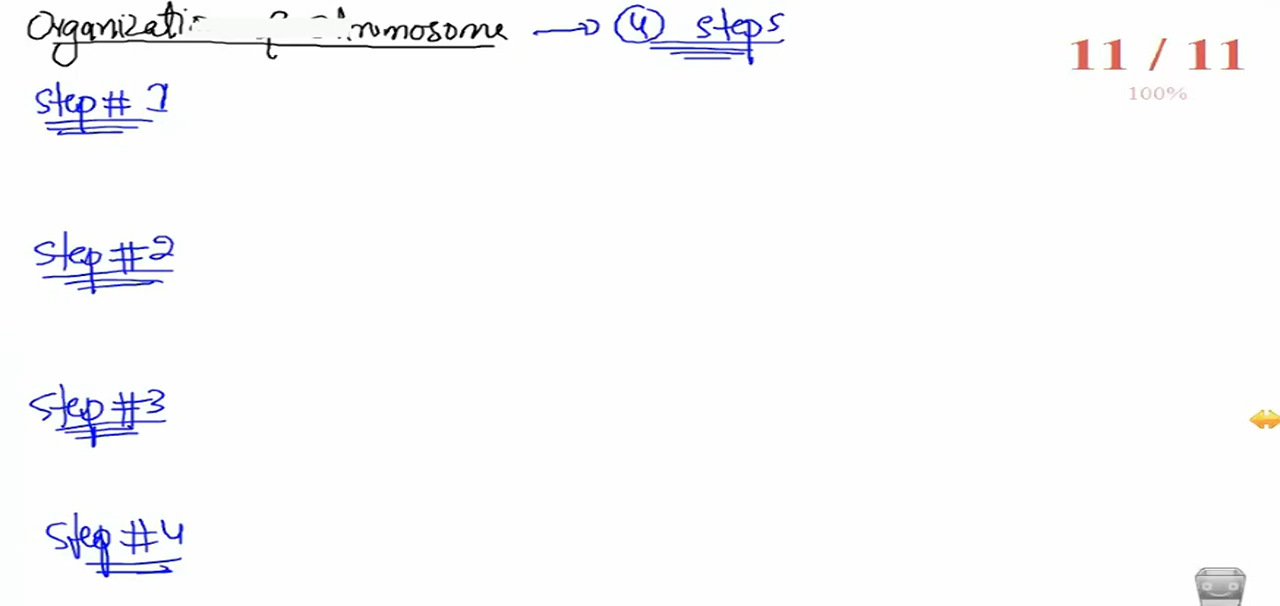 → (4) steps
11 / 11
100%
step # 1
step #2
step #3
step #4